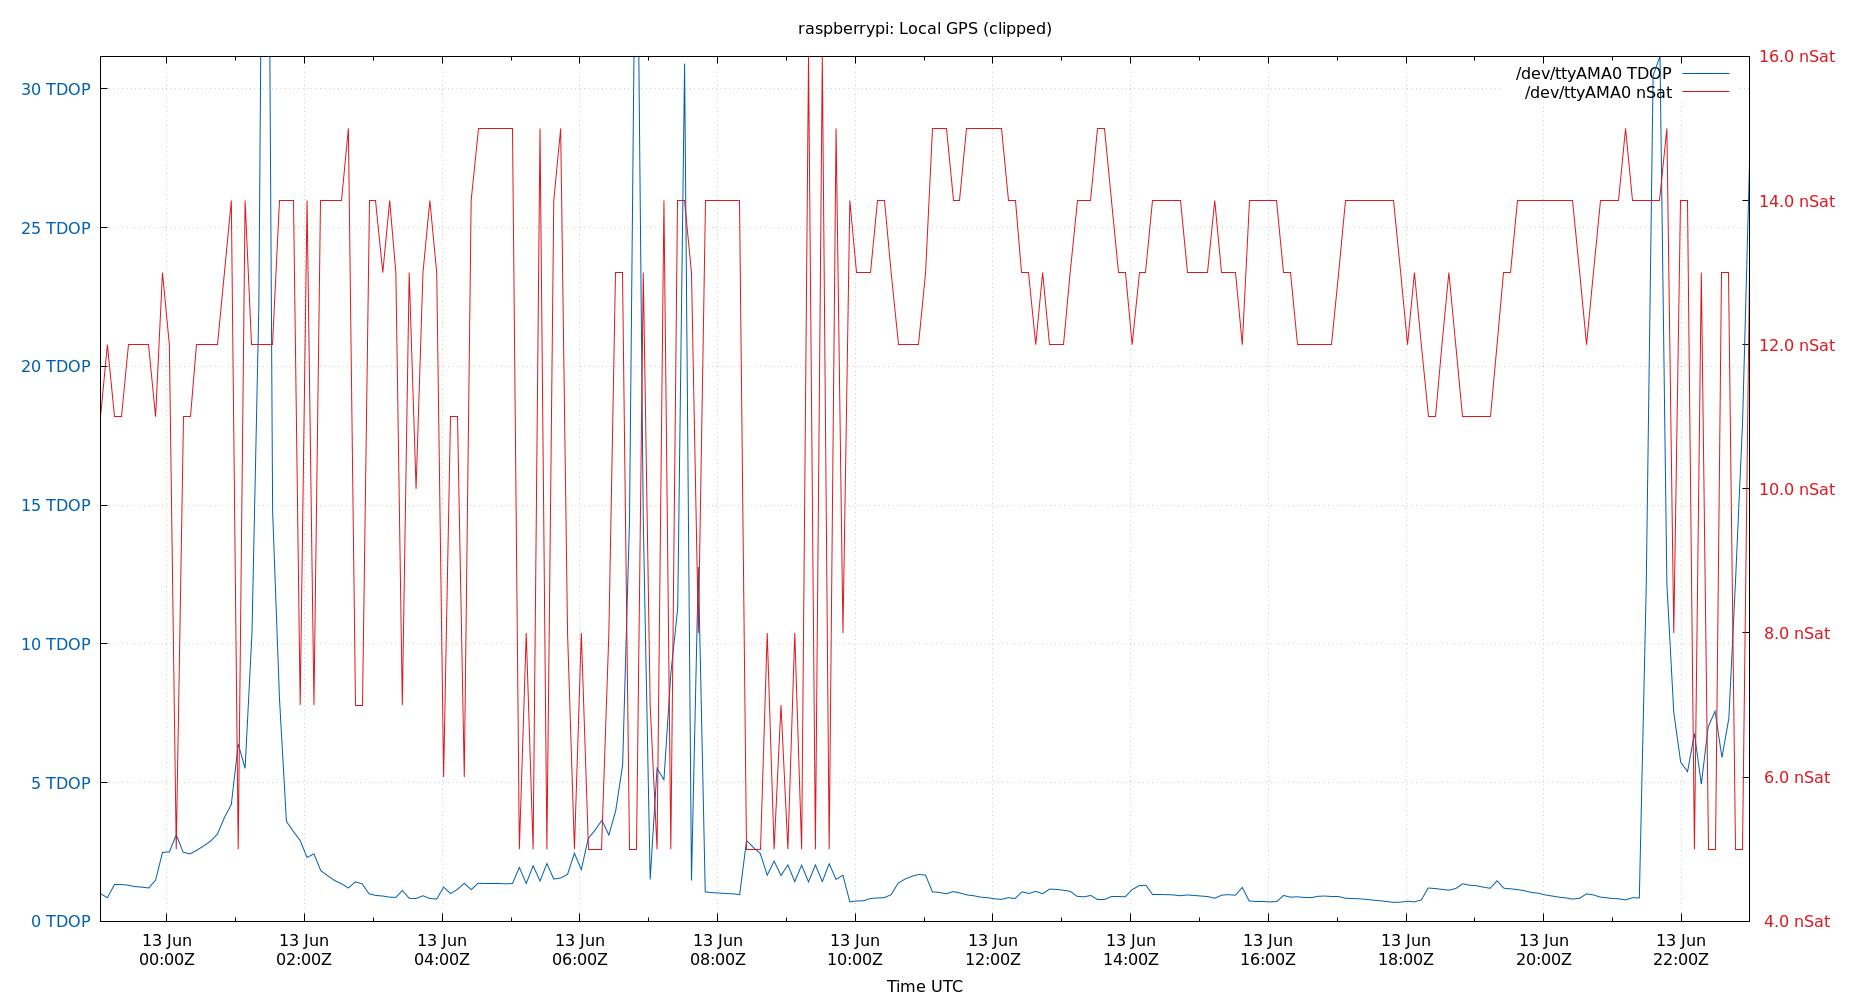 raspberrypi: Local GPS (clipped)
/dev/ttyAMA0 TDOP
/dev/ttyAMA0 nSat
30 TDOP
25 TDOP
20 TDOP
15 TDOP
10 TDOP
5 TDOP
0 TDOP
16.0 nSat
14.0 nSat
12.0 nSat
10.0 nSat
8.0 nSat
6.0 nSat
4.0 nSat
13 Jun 13 Jun 13 Jun 13 Jun 13 Jun 13 Jun 13 Jun 13 Jun 13 Jun 13 Jun 13 Jun 13 Jun
00:00Z 02:00Z 04:00Z 06:00Z 08:00Z 10:00Z 12:00Z 14:00Z 16:00Z 18:00Z 20:00Z 22:00Z
Time UTC